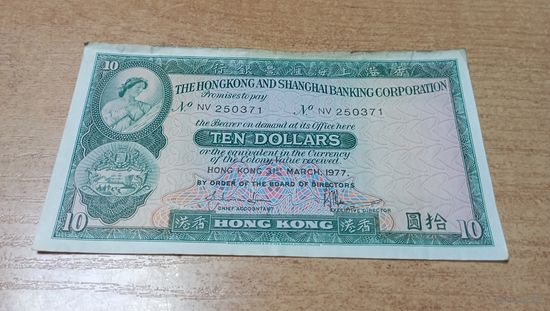 行銀豐匯海上港香
10
THE HONGKONG AND SHANGHAI BANKING CORPORATION
Promises to pay
No NV 250371 No NV 250371
the Bearer on demand at its Office here
TEN DOLLARS
or the equivalent in the Currency
of the Colony, Value received.
HONG KONG 31ST MARCH, 1977.
BY ORDER OF THE BOARD OF DIRECTORS
CHIEF ACCOUNTANT
EXECUTIVE DIRECTOR
10 港香 HONG KONG 港香 圓拾 10